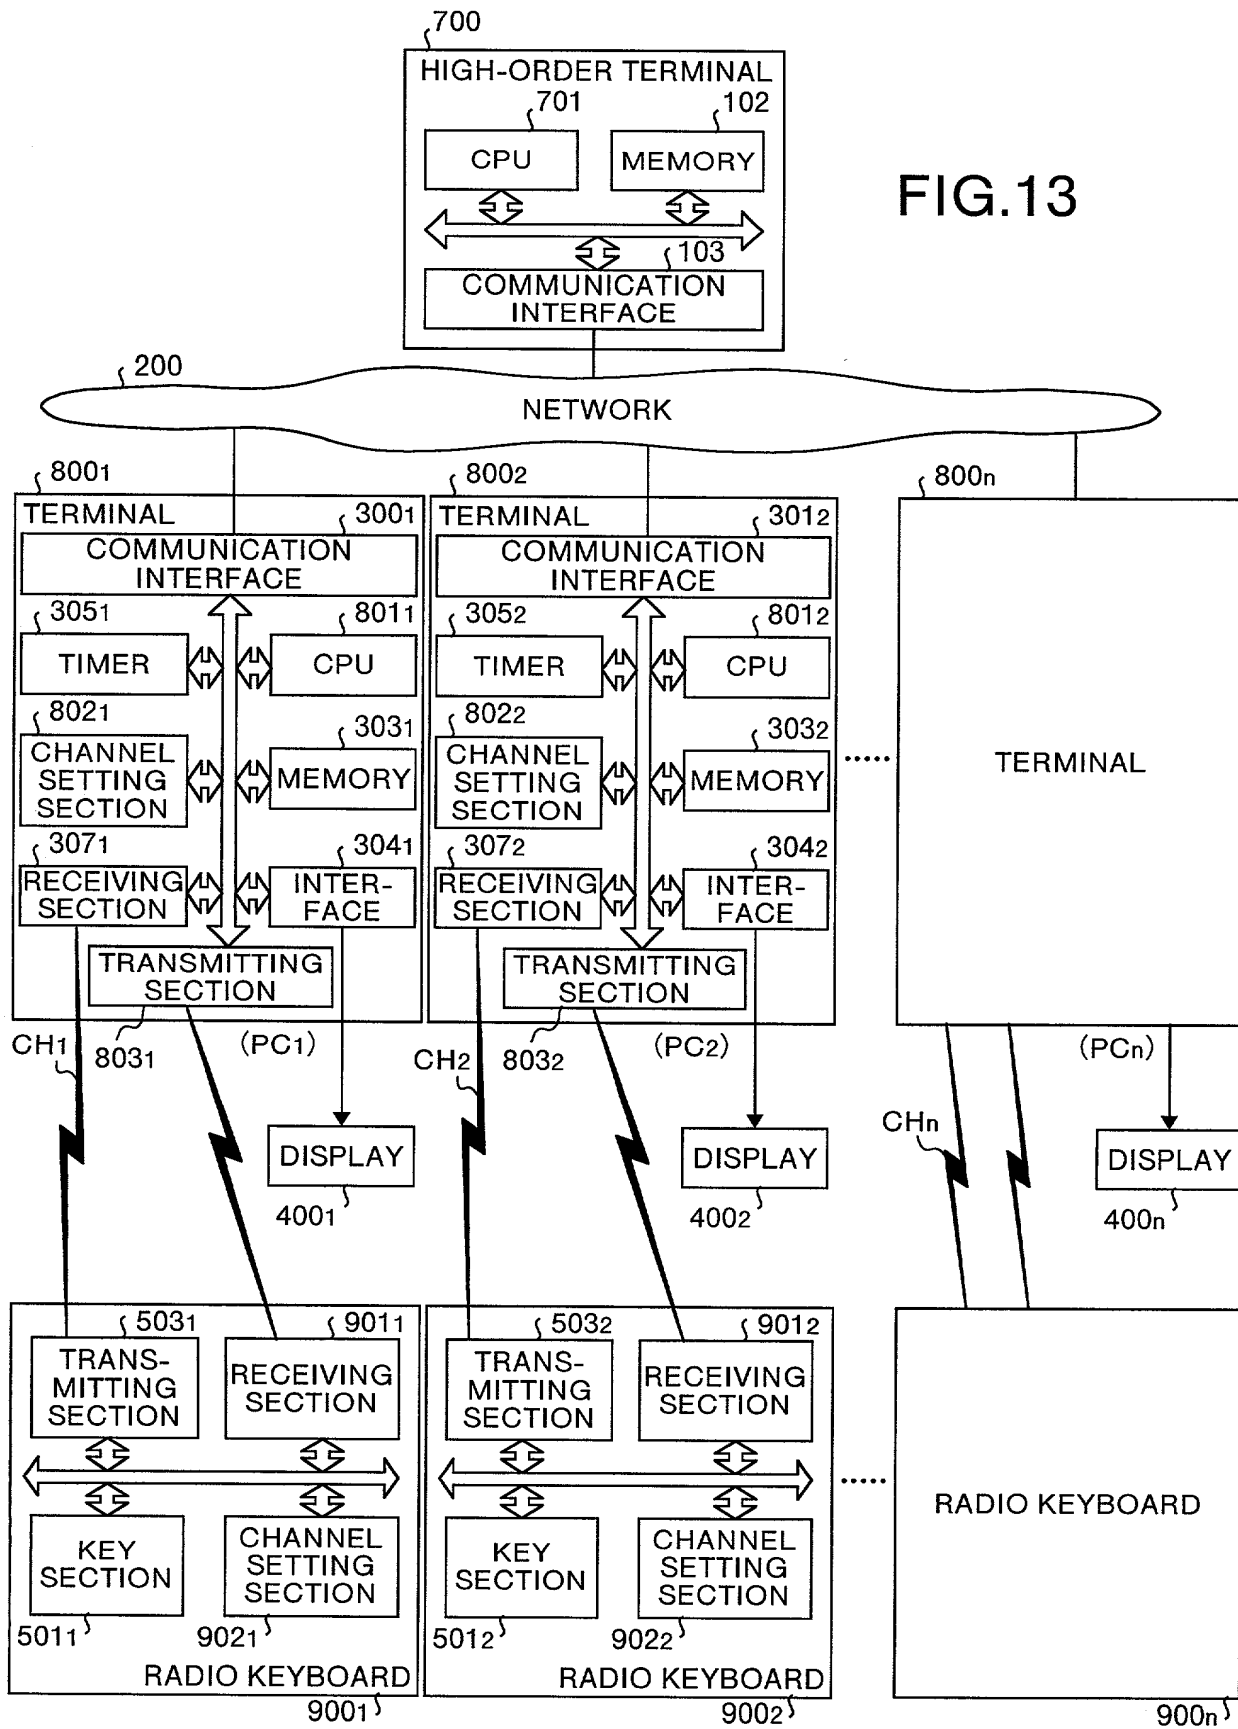 700
HIGH-ORDER TERMINAL
701
102
CPU
MEMORY
FIG.13
103
COMMUNICATION
INTERFACE
200
NETWORK
800₁
800₂
800n
TERMINAL
300₁
COMMUNICATION
INTERFACE
305₁
801₁
TIMER
CPU
802₁
303₁
CHANNEL
SETTING
SECTION
MEMORY
307₁
304₁
RECEIVING
SECTION
INTER-
FACE
TRANSMITTING
SECTION
TERMINAL
301₂
COMMUNICATION
INTERFACE
305₂
801₂
TIMER
CPU
802₂
303₂
CHANNEL
SETTING
SECTION
MEMORY
307₂
304₂
RECEIVING
SECTION
INTER-
FACE
TRANSMITTING
SECTION
.....
TERMINAL
CH₁
803₁
(PC₁)
CH₂
803₂
(PC₂)
(PCn)
CHn
DISPLAY
400₁
DISPLAY
400₂
DISPLAY
400n
503₁
901₁
TRANS-
MITTING
SECTION
RECEIVING
SECTION
KEY
SECTION
CHANNEL
SETTING
SECTION
501₁
902₁
RADIO KEYBOARD
900₁
503₂
901₂
TRANS-
MITTING
SECTION
RECEIVING
SECTION
KEY
SECTION
CHANNEL
SETTING
SECTION
501₂
902₂
RADIO KEYBOARD
900₂
.....
RADIO KEYBOARD
900n